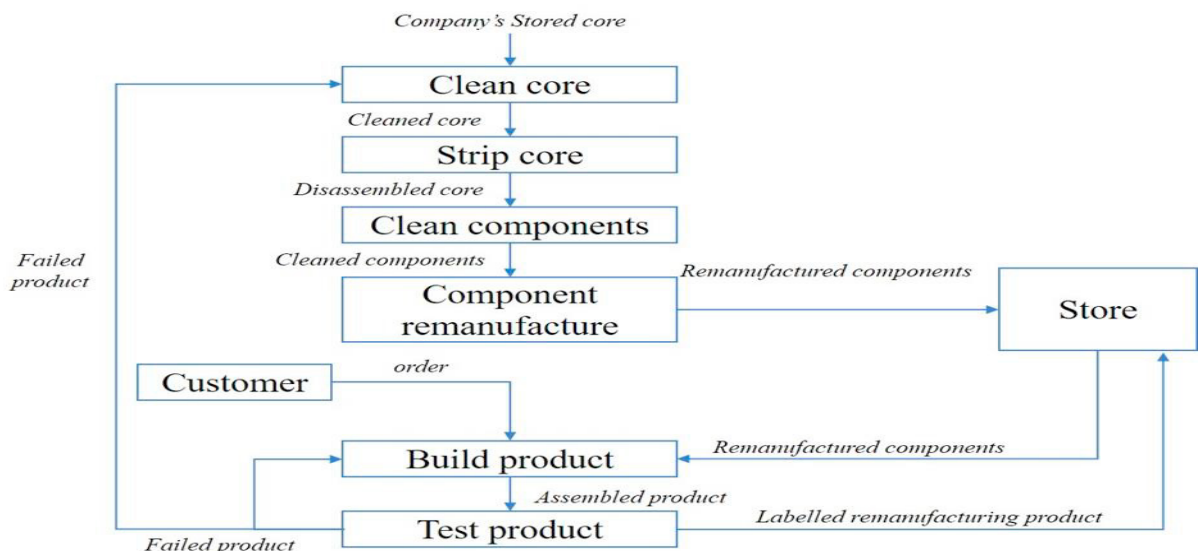 Company's Stored core
Clean core
Cleaned core
Strip core
Disassembled core
Clean components
Failed
product
Cleaned components
Remanufactured components
Component
remanufacture
Store
Customer
order
Build product
Remanufactured components
Assembled product
Test product
Labelled remanufacturing product
Failed product